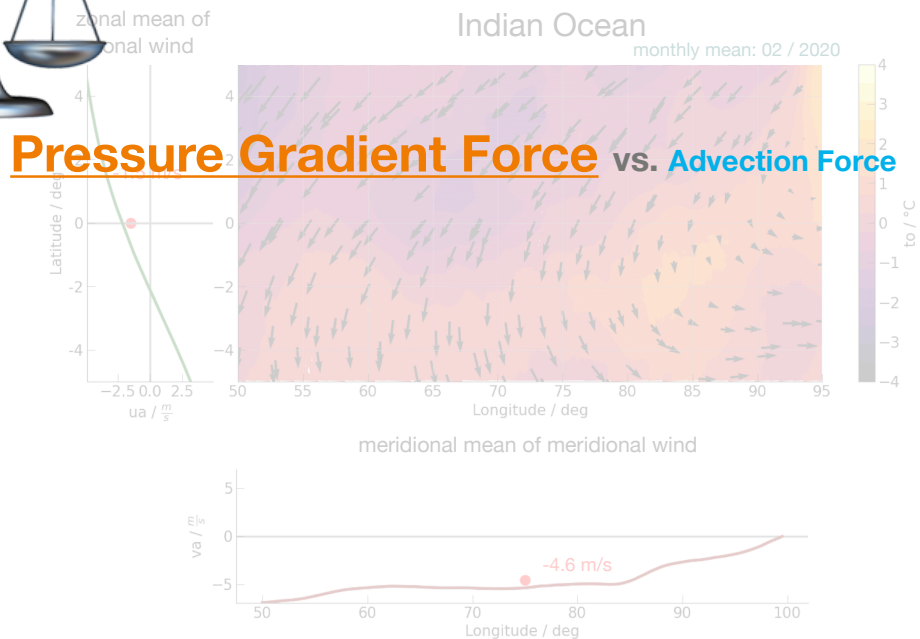 zonal mean of
zonal wind
Indian Ocean
monthly mean: 02 / 2020
Pressure Gradient Force vs. Advection Force
Latitude / deg
4
0
−2
-4
−2.5 0.0 2.5
ua / m/s
4
2
0
−2
−4
50 55 60 65 70 75 80 85 90 95
Longitude / deg
4
3
2
1
0
−1
−2
−3
−4
to / °C
meridional mean of meridional wind
va / m/s
5
0
−5
-4.6 m/s
50 60 70 80 90 100
Longitude / deg